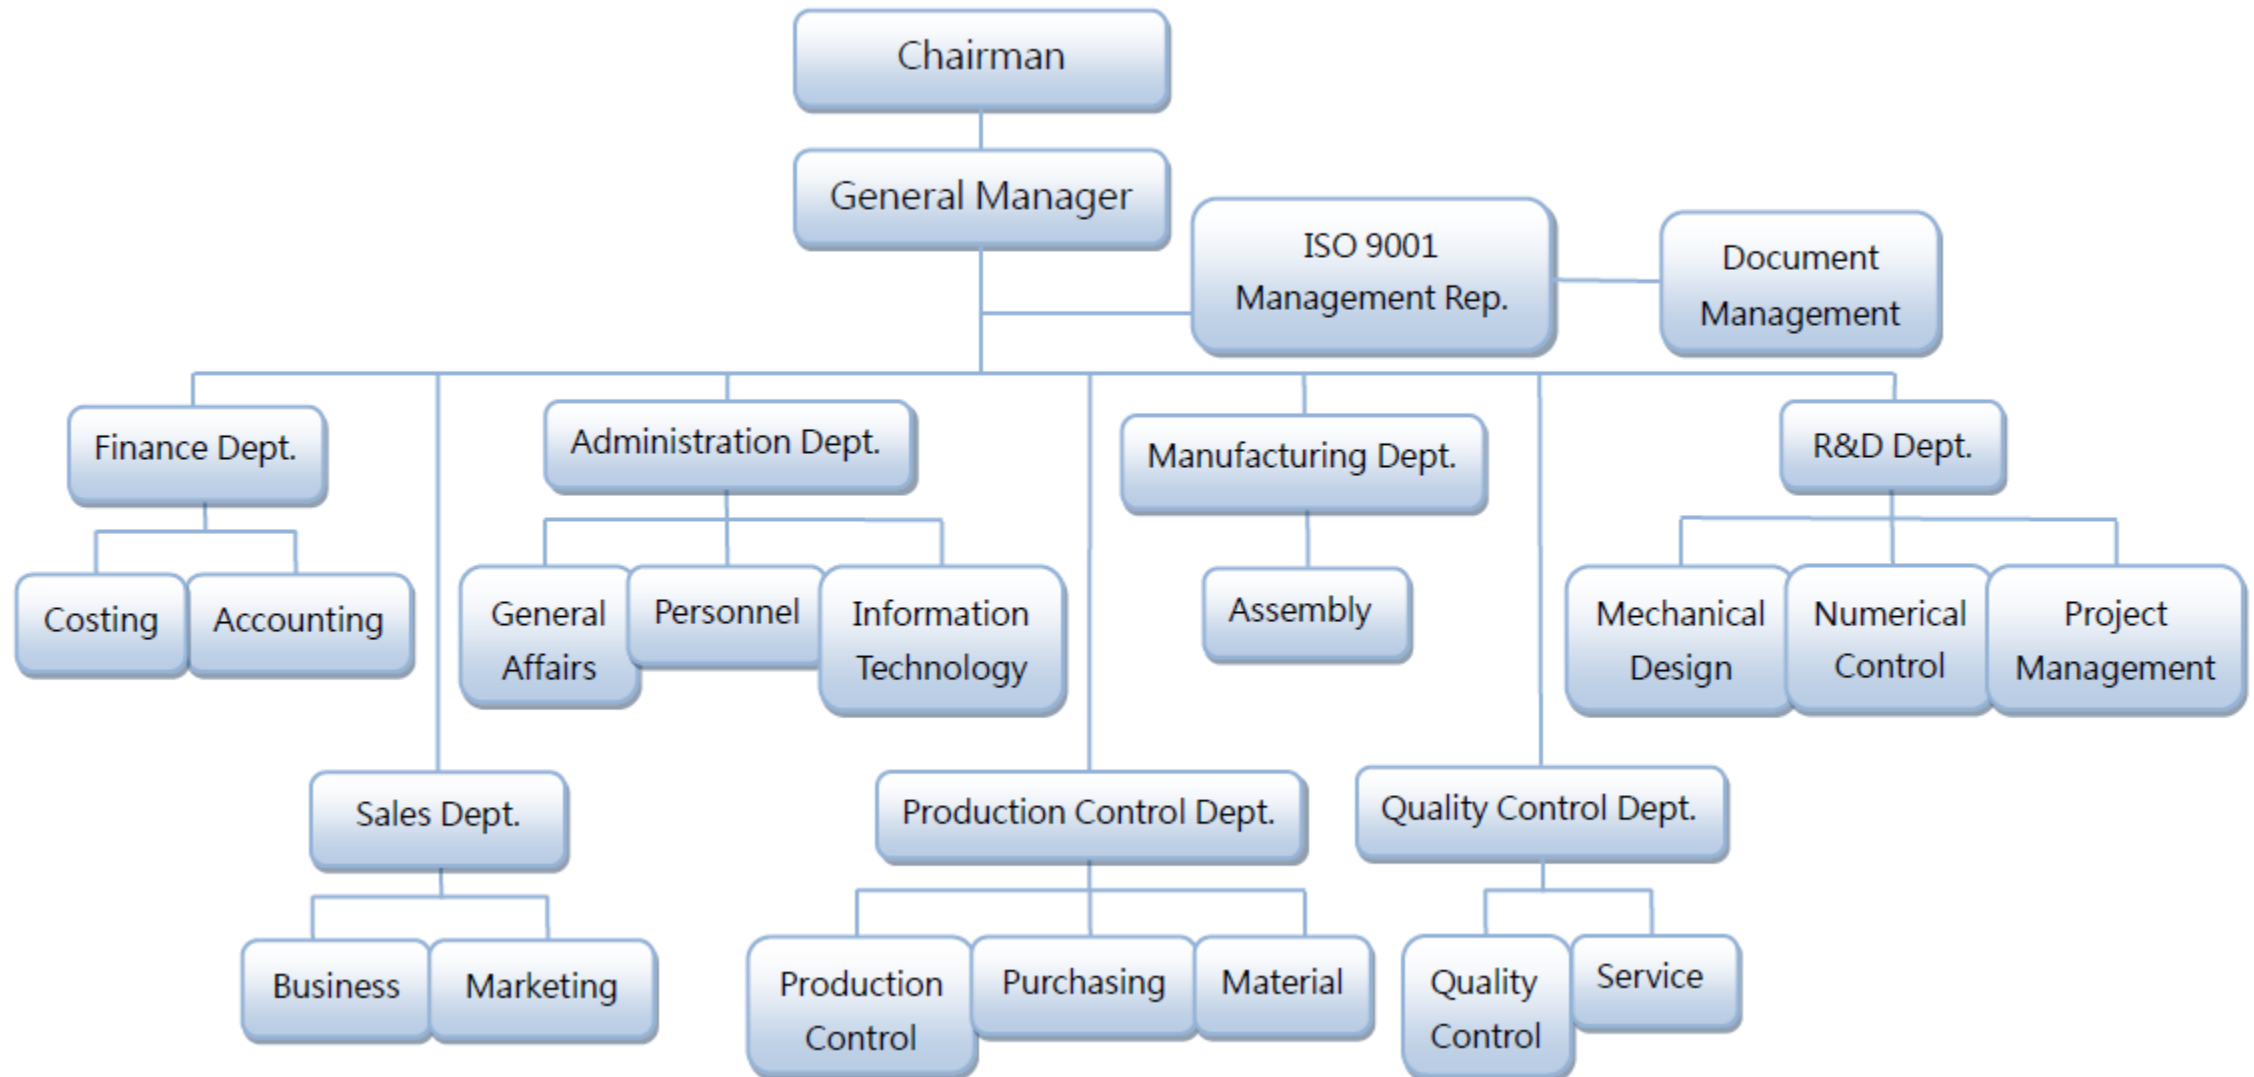 Chairman
General Manager
ISO 9001
Management Rep.
Document
Management
Finance Dept.
Administration Dept.
Manufacturing Dept.
R&D Dept.
Costing
Accounting
General
Affairs
Personnel
Information
Technology
Assembly
Mechanical
Design
Numerical
Control
Project
Management
Sales Dept.
Production Control Dept.
Quality Control Dept.
Business
Marketing
Production
Control
Purchasing
Material
Quality
Control
Service